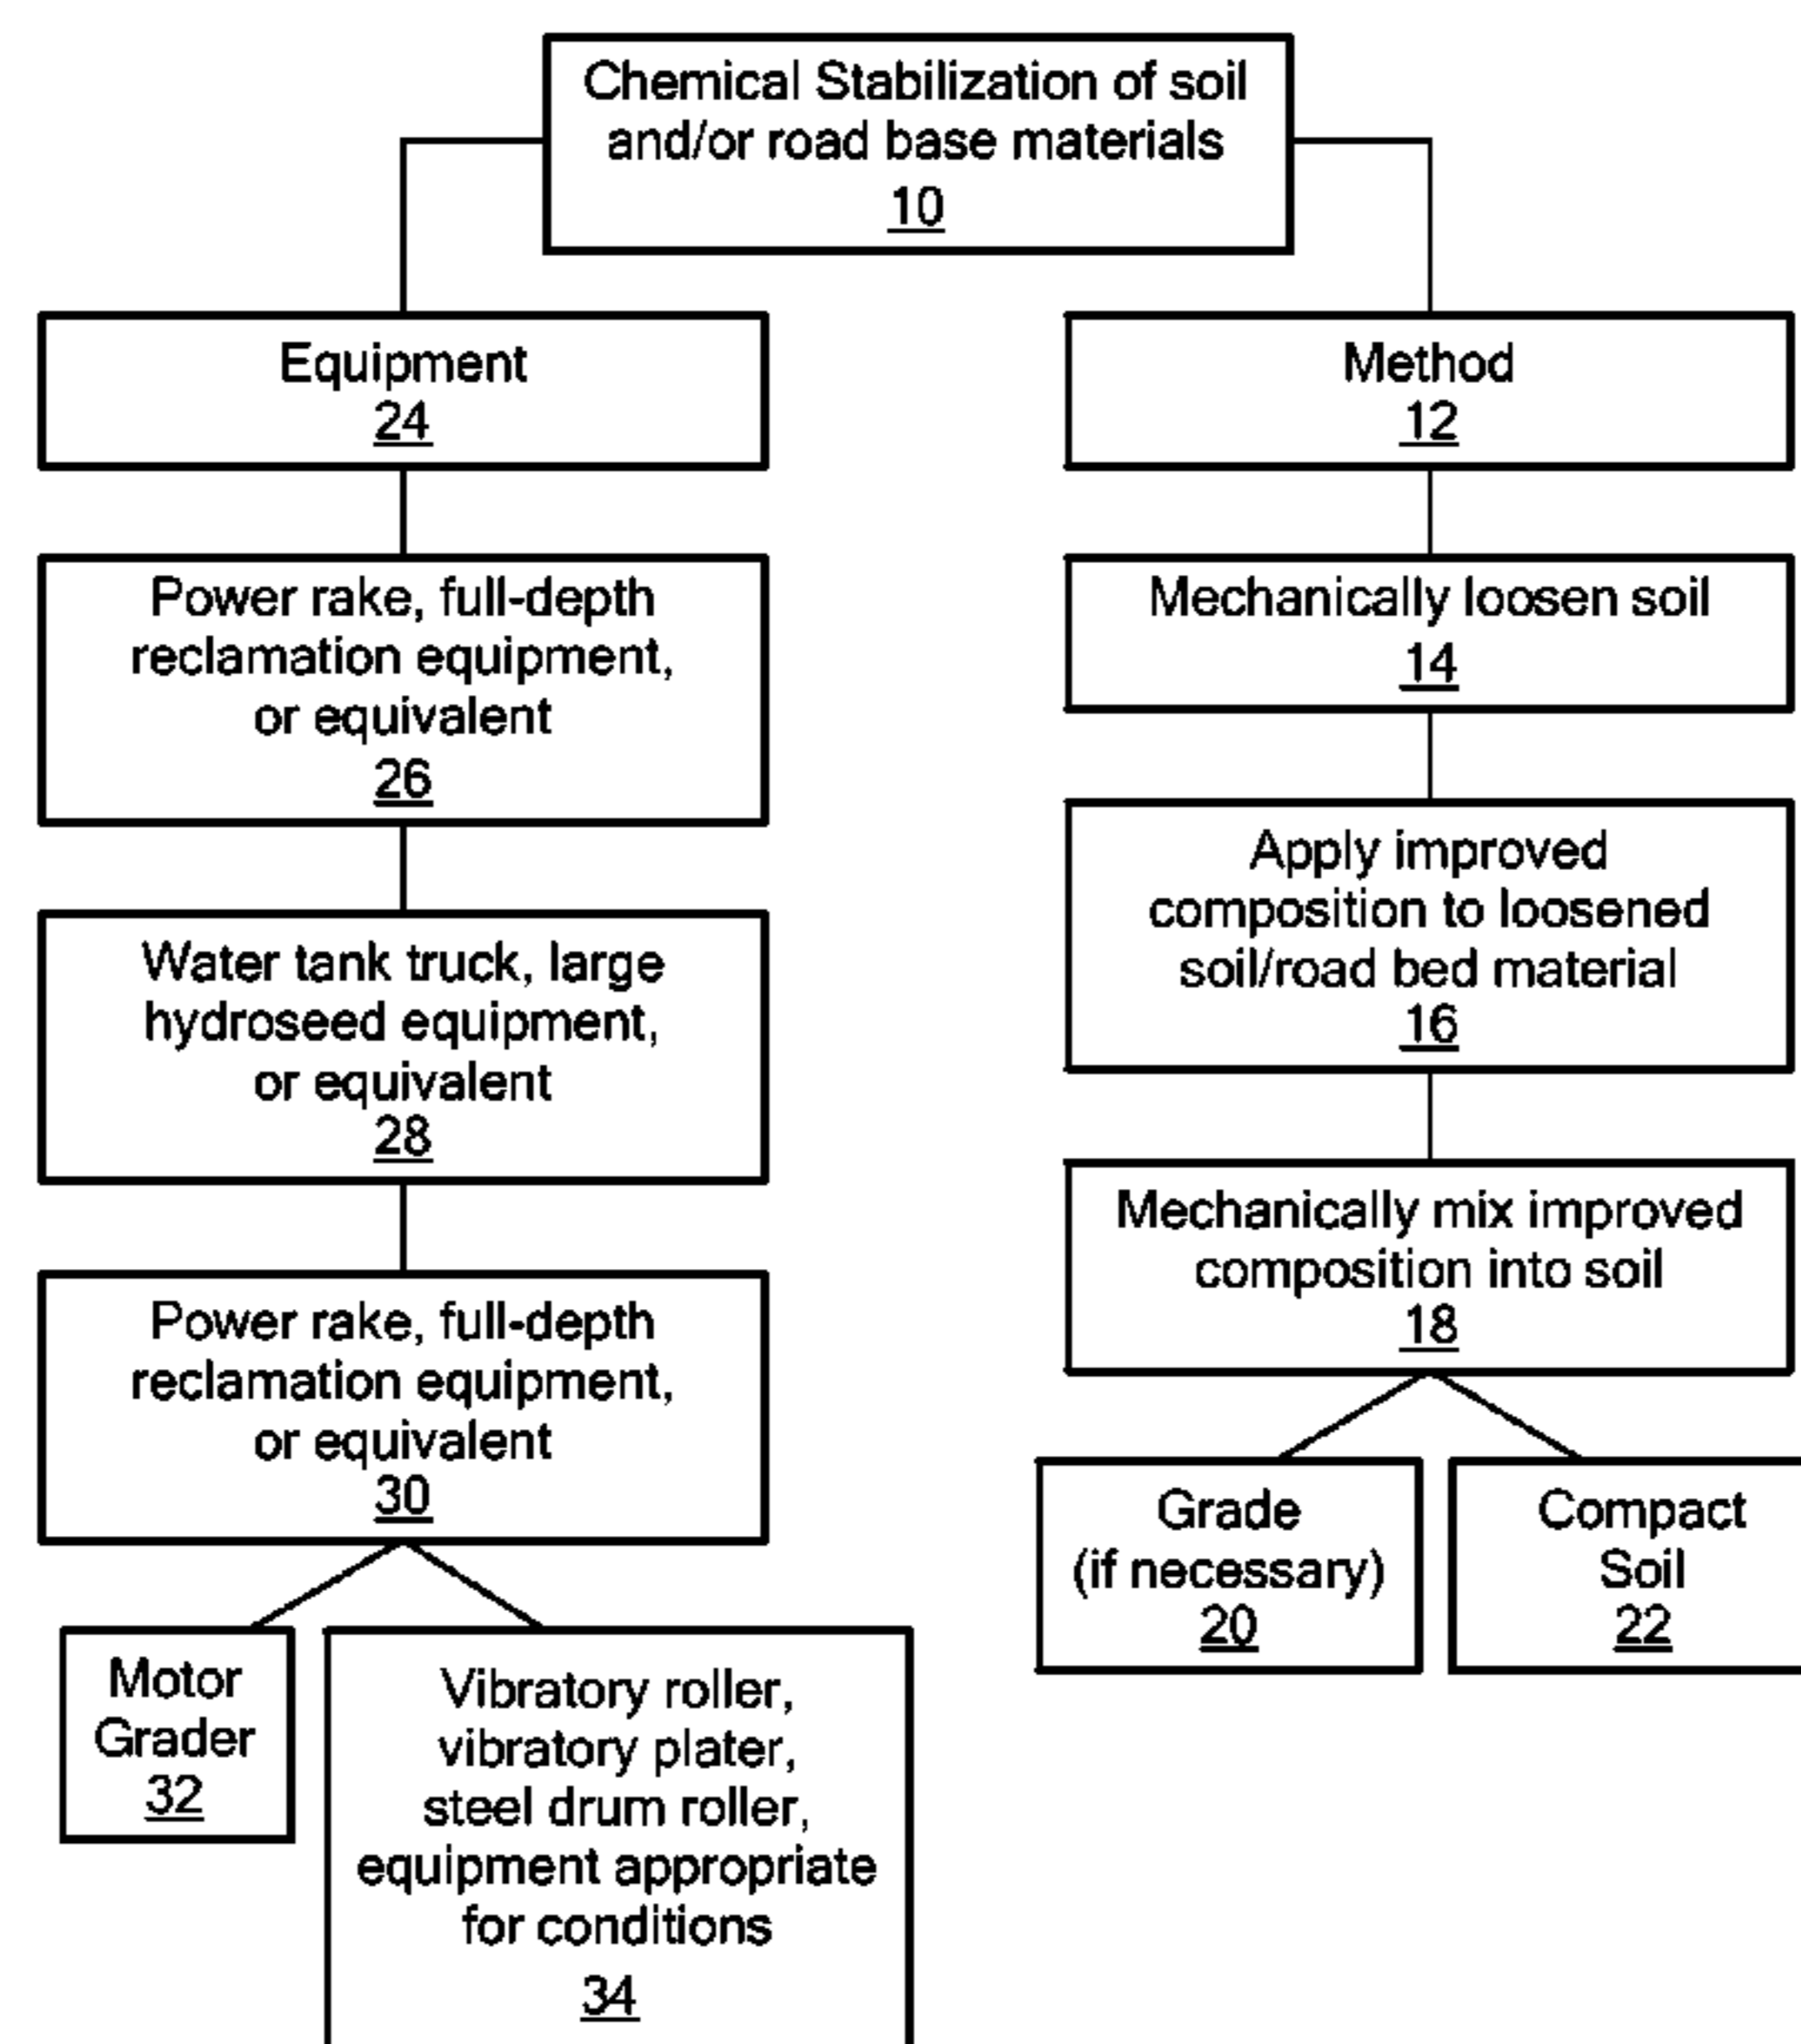 Chemical Stabilization of soil
and/or road base materials
10
Equipment
24
Power rake, full-depth
reclamation equipment,
or equivalent
26
Water tank truck, large
hydroseed equipment,
or equivalent
28
Power rake, full-depth
reclamation equipment,
or equivalent
30
Motor
Grader
32
Vibratory roller,
vibratory plater,
steel drum roller,
equipment appropriate
for conditions
34
Method
12
Mechanically loosen soil
14
Apply improved
composition to loosened
soil/road bed material
16
Mechanically mix improved
composition into soil
18
Grade
(if necessary)
20
Compact
Soil
22